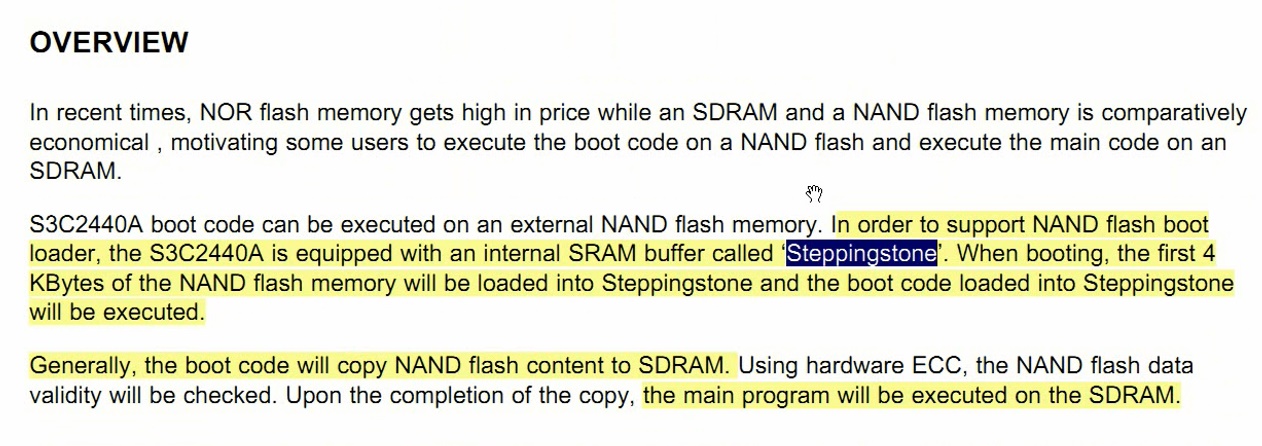 OVERVIEW
In recent times, NOR flash memory gets high in price while an SDRAM and a NAND flash memory is comparatively
economical , motivating some users to execute the boot code on a NAND flash and execute the main code on an
SDRAM.
S3C2440A boot code can be executed on an external NAND flash memory. In order to support NAND flash boot
loader, the S3C2440A is equipped with an internal SRAM buffer called ‘Steppingstone’. When booting, the first 4
KBytes of the NAND flash memory will be loaded into Steppingstone and the boot code loaded into Steppingstone
will be executed.
Generally, the boot code will copy NAND flash content to SDRAM. Using hardware ECC, the NAND flash data
validity will be checked. Upon the completion of the copy, the main program will be executed on the SDRAM.